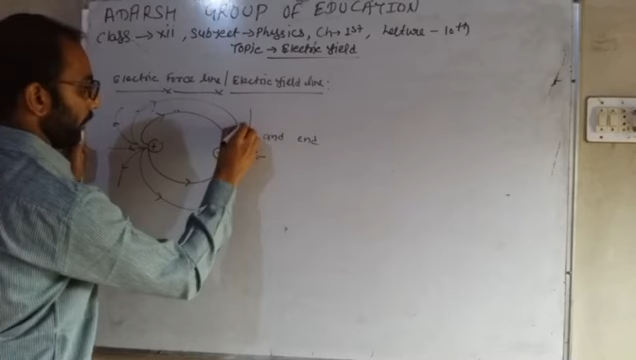 ADARSH GROUP OF EDUCATION
Class → XII, Subject → Physics, Ch → 1st, Lecture - 10th
Topic → Electric field
Electric Force line / Electric field line :
and end
+